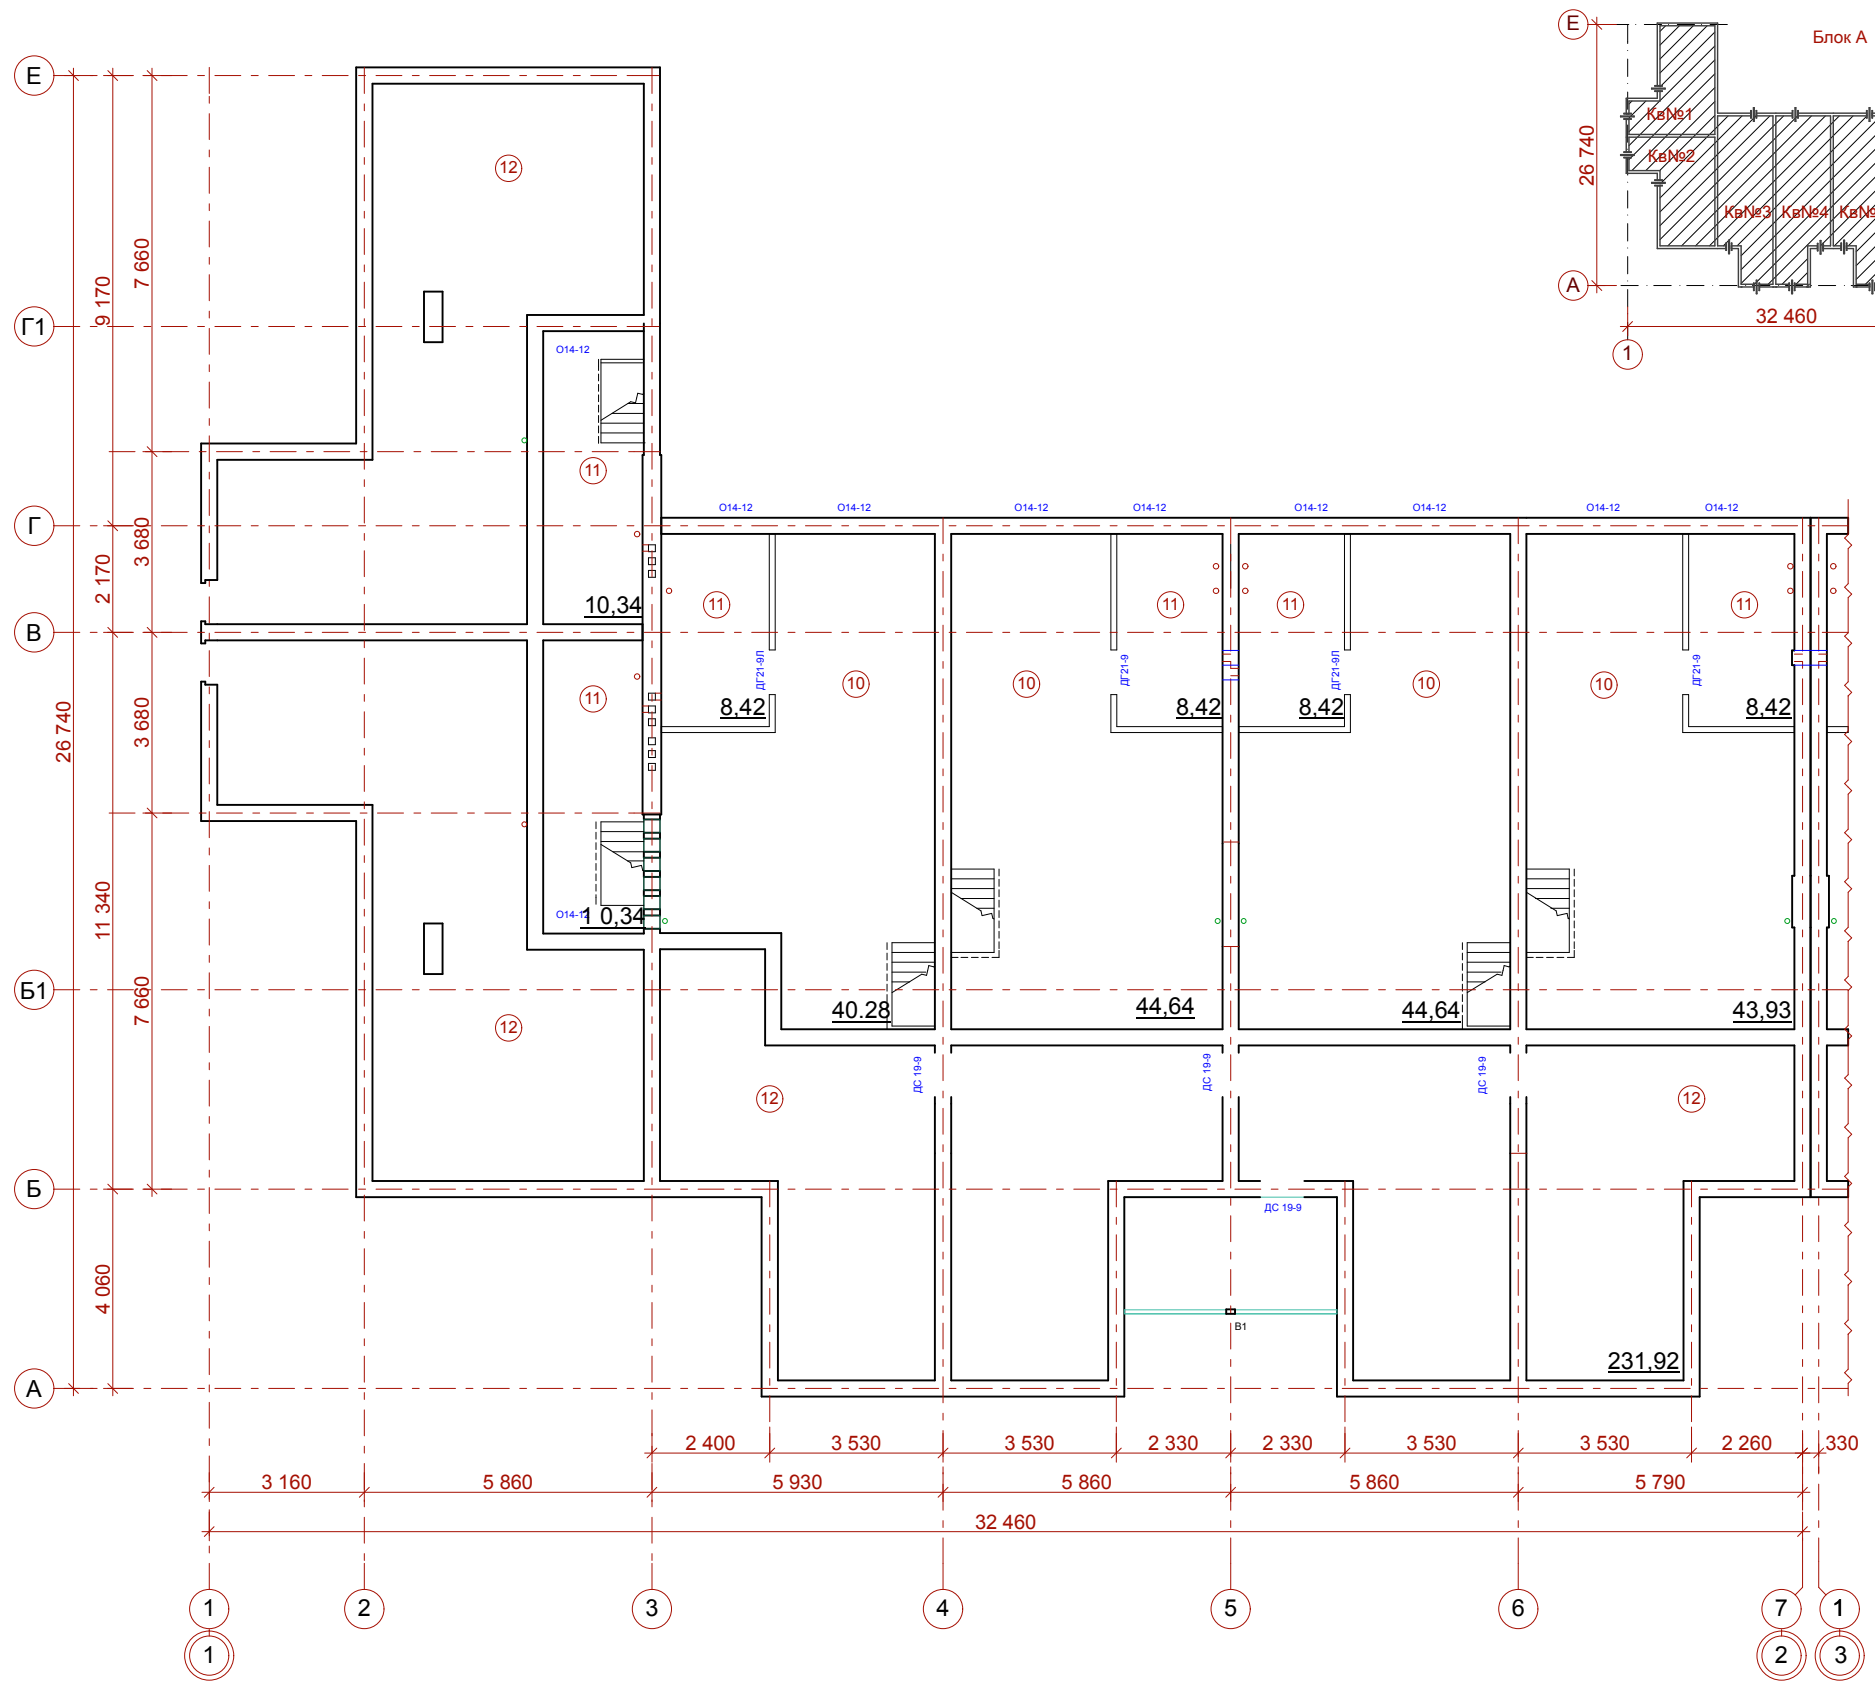 Е
Блок А
Кв№1
Кв№2
26 740
Кв№3
Кв№4
Кв№
А
32 460
1
Е
12
7 660
9 170
Г1
О14-12
11
О14-12
О14-12
О14-12
О14-12
О14-12
О14-12
О14-12
О14-12
Г
3 680
2 170
10,34
11
11
11
11
В
ДГ21-9Л
ДГ21-9
ДГ21-9Л
ДГ21-9
11
10
10
10
10
8,42
8,42
8,42
8,42
26 740
3 680
11 340
О14-12
1 0,34
Б1
7 660
12
40.28
44,64
44,64
43,93
ДС 19-9
ДС 19-9
ДС 19-9
12
12
Б
ДС 19-9
4 060
В1
231,92
А
2 400
3 530
3 530
2 330
2 330
3 530
3 530
2 260
330
3 160
5 860
5 930
5 860
5 860
5 790
32 460
1
2
3
4
5
6
7
1
1
2
3